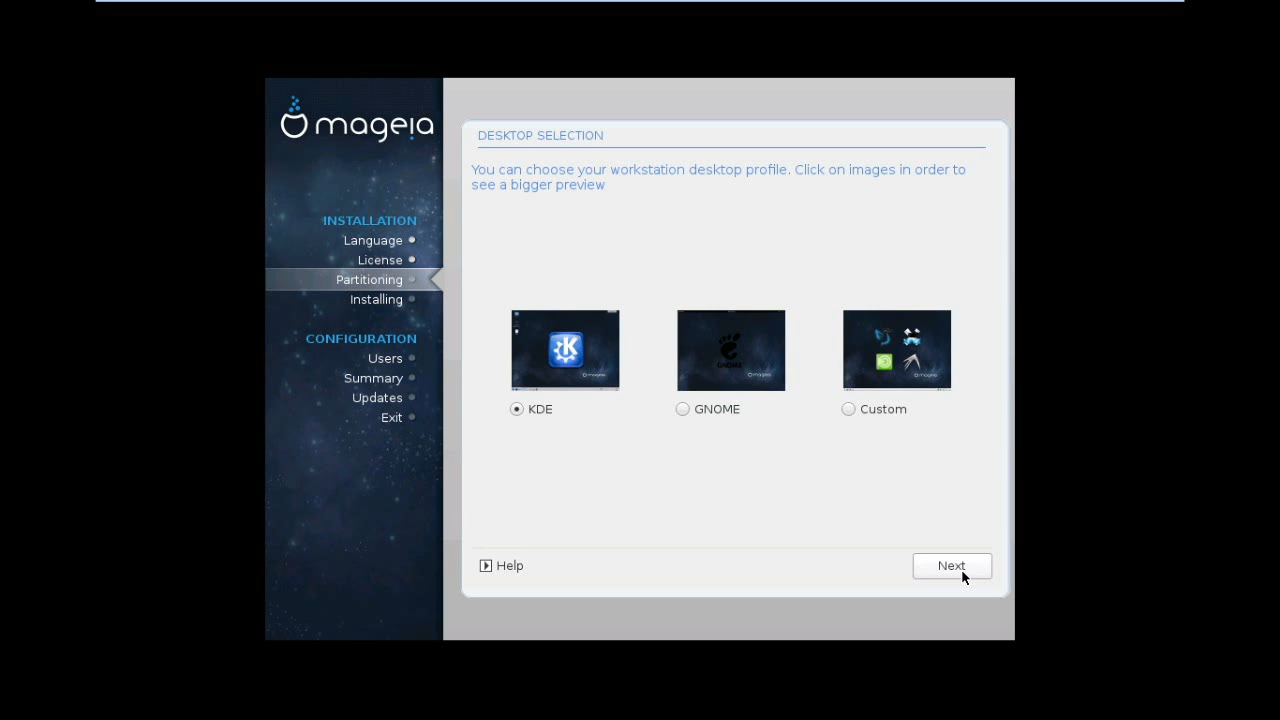 mageia
INSTALLATION
Language
License
Partitioning
Installing
CONFIGURATION
Users
Summary
Updates
Exit
DESKTOP SELECTION
You can choose your workstation desktop profile. Click on images in order to
see a bigger preview
KDE
GNOME
Custom
Help
Next